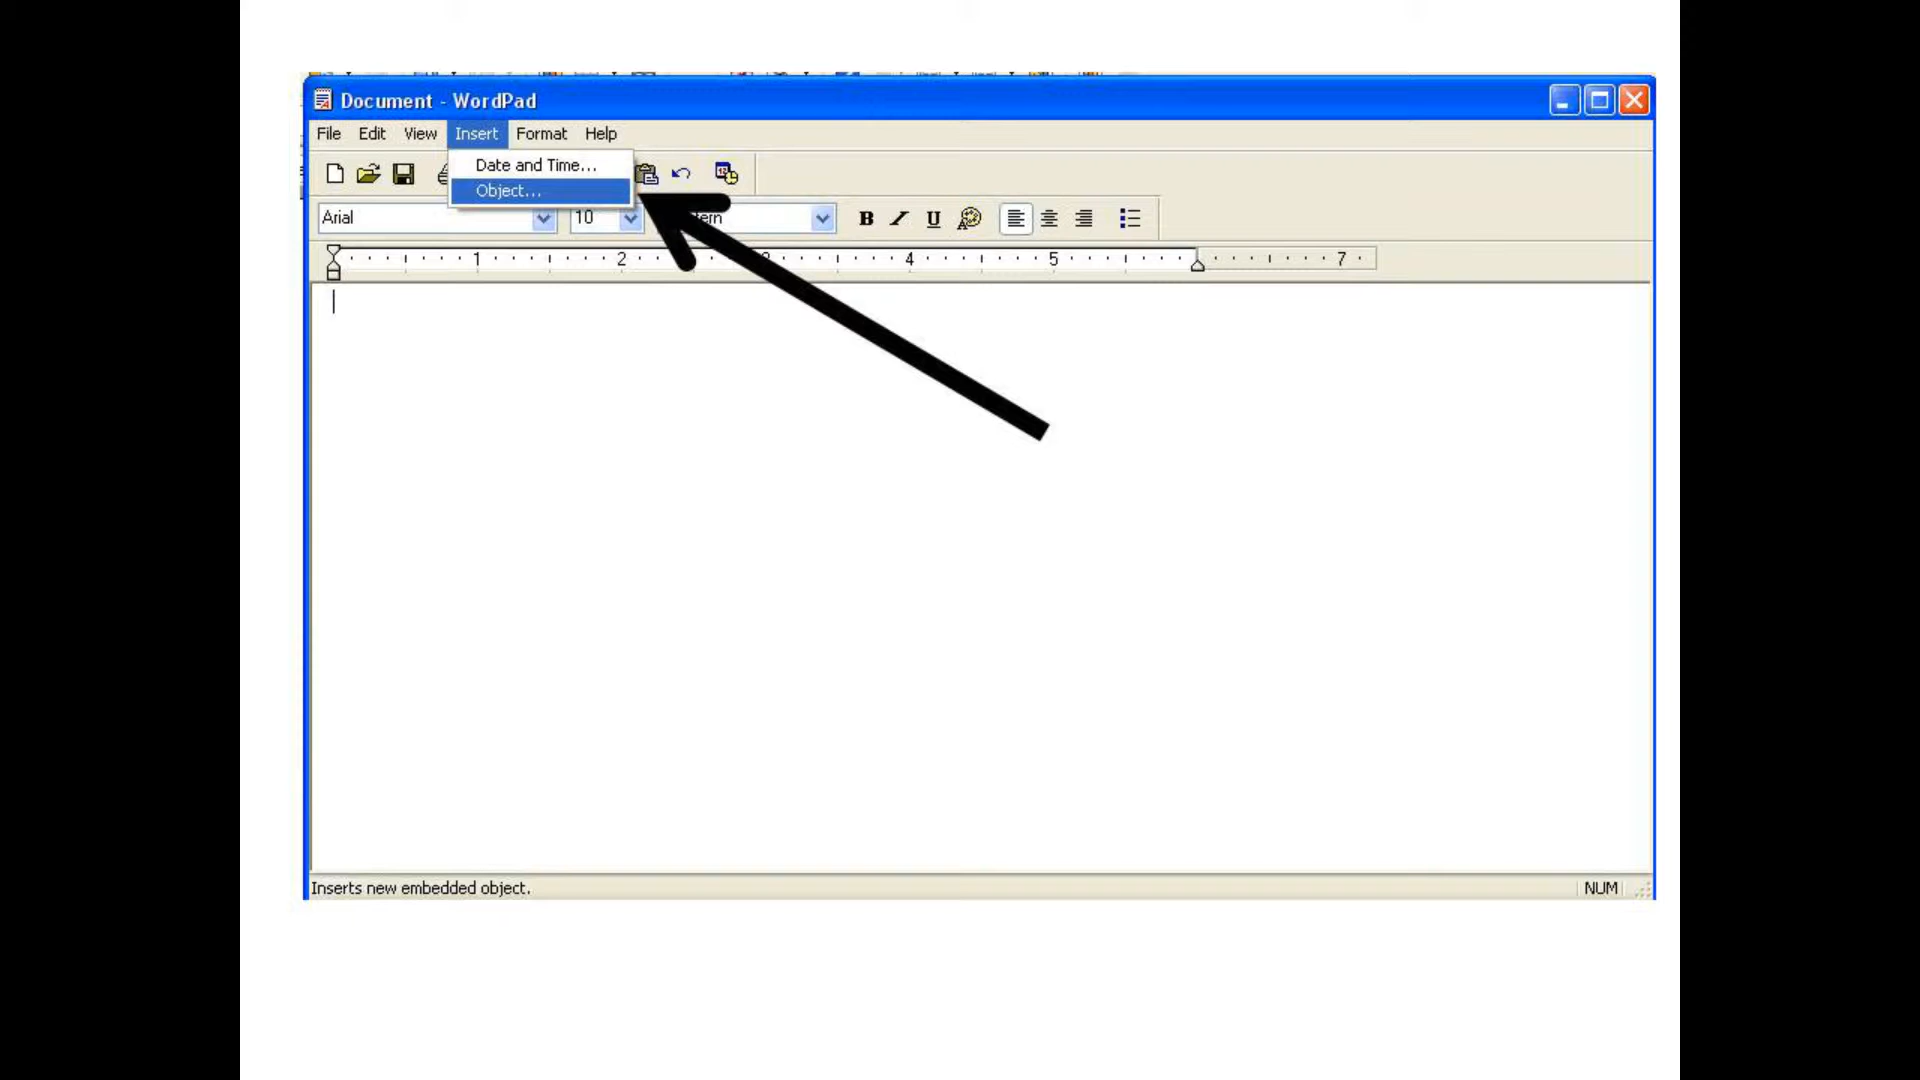 Document - WordPad
File Edit View Insert Format Help
Date and Time...
Object...
Arial 10
1 2 4 5 7
Inserts new embedded object. NUM